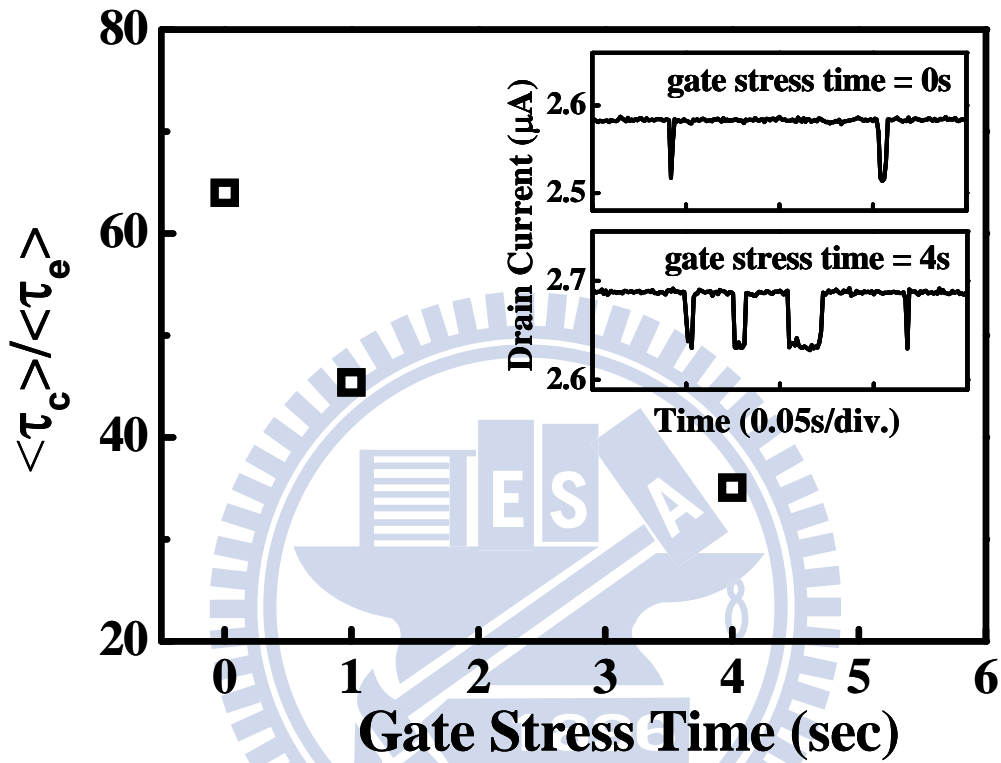 80
60
40
20
<τc>/<τe>
0 1 2 3 4 5 6
Gate Stress Time (sec)
Drain Current (μA)
2.6
2.5
gate stress time = 0s
2.7
2.6
gate stress time = 4s
Time (0.05s/div.)
E S A